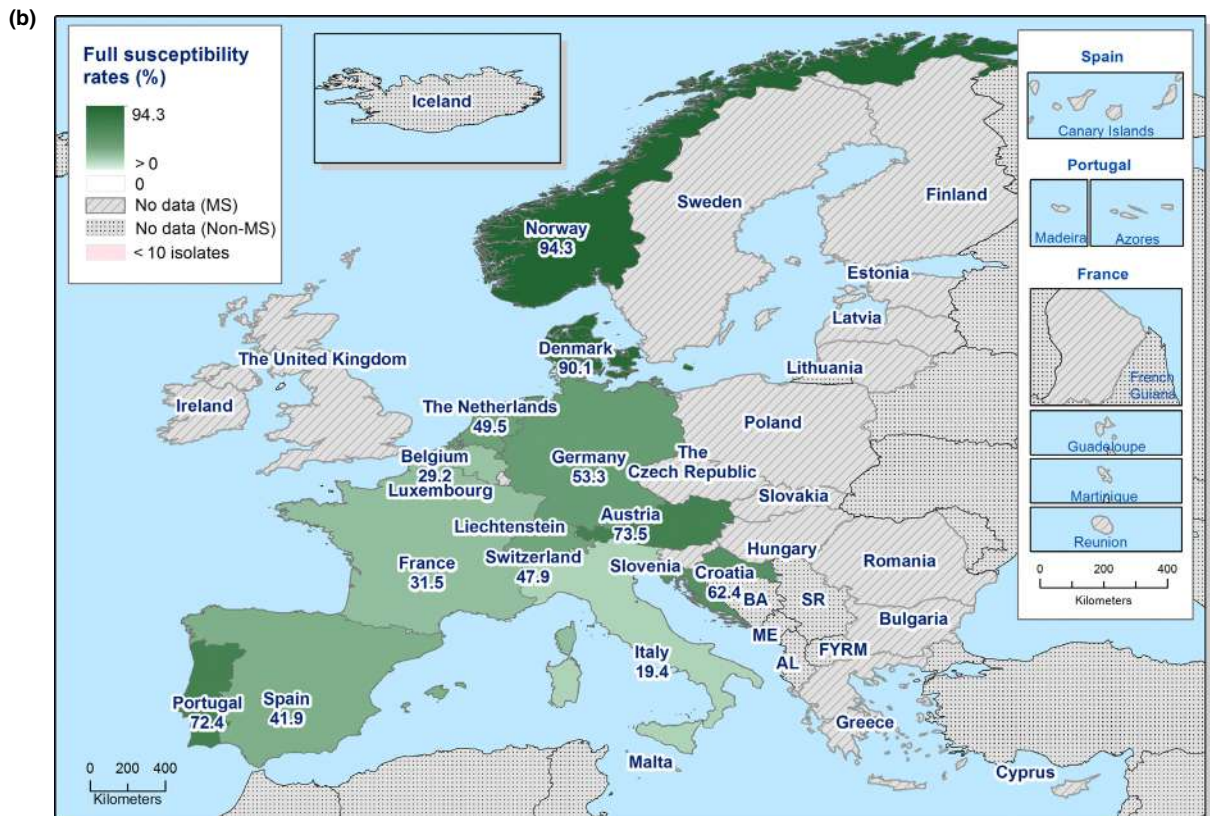 (b)
Full susceptibility
rates (%)
94.3
> 0
0
No data (MS)
No data (Non-MS)
< 10 isolates
Iceland
Norway
94.3
Sweden
Finland
Estonia
Latvia
Lithuania
Denmark
90.1
The United Kingdom
Ireland
The Netherlands
49.5
Poland
Belgium
29.2
Luxembourg
Germany
53.3
The
Czech Republic
Slovakia
Austria
73.5
Liechtenstein
Switzerland
47.9
France
31.5
Slovenia
Hungary
Croatia
62.4
Romania
BA
SR
Bulgaria
ME
FYRM
AL
Italy
19.4
Portugal
72.4
Spain
41.9
Greece
Malta
Cyprus
0 200 400
Kilometers
Spain
Canary Islands
Portugal
Madeira
Azores
France
French
Guiana
Guadeloupe
Martinique
Reunion
0 200 400
Kilometers